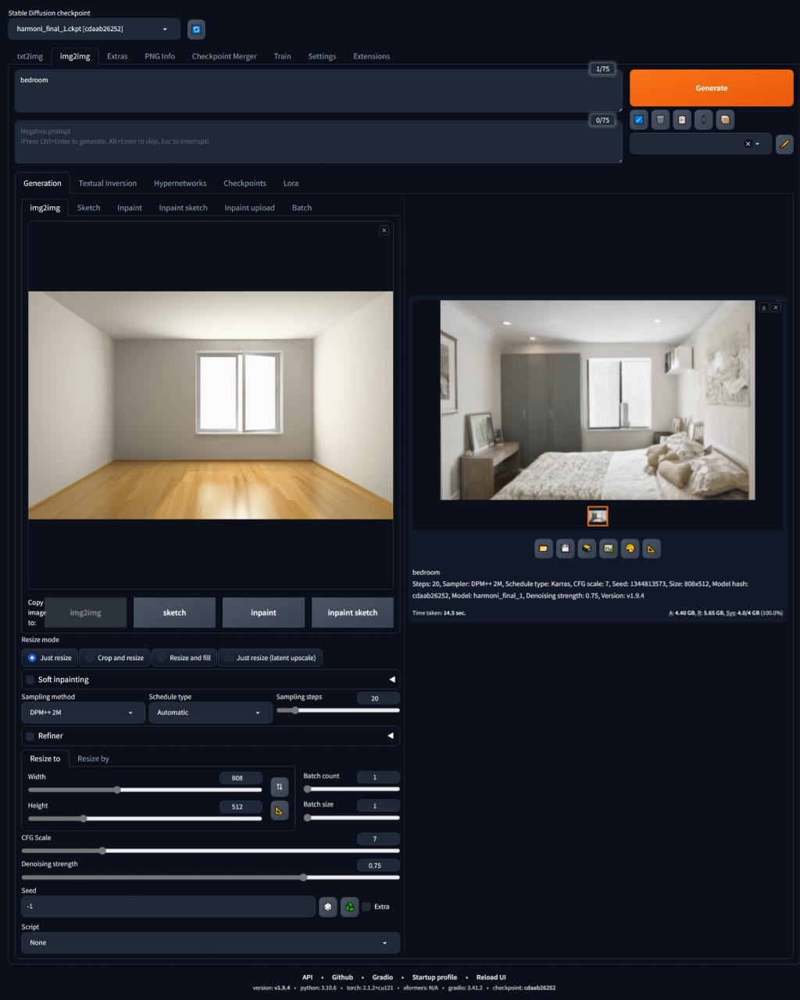 Stable Diffusion checkpoint
harmoni_final_1.ckpt [cdaab26252]
txt2img img2img Extras PNG Info Checkpoint Merger Train Settings Extensions
1/75
bedroom
Generate
0/75
Negative prompt
(Press Ctrl+Enter to generate, Alt+Enter to skip, Esc to interrupt)
Generation Textual Inversion Hypernetworks Checkpoints Lora
img2img Sketch Inpaint Inpaint sketch Inpaint upload Batch
Copy image to:
img2img sketch inpaint inpaint sketch
Resize mode
Just resize Crop and resize Resize and fill Just resize (latent upscale)
Soft inpainting
Sampling method Schedule type Sampling steps 20
DPM++ 2M Automatic
Refiner
Resize to Resize by
Width 808
Height 512
Batch count 1
Batch size 1
CFG Scale 7
Denoising strength 0.75
Seed
-1
Extra
Script
None
bedroom
Steps: 20, Sampler: DPM++ 2M, Schedule type: Karras, CFG scale: 7, Seed: 1344813573, Size: 808x512, Model hash:
cdaab26252, Model: harmoni_final_1, Denoising strength: 0.75, Version: v1.9.4
Time taken: 14.5 sec.
A: 4.40 GB, R: 5.65 GB, Sys: 4.0/4 GB (100.0%)
API • Github • Gradio • Startup profile • Reload UI
version: v1.9.4 • python: 3.10.6 • torch: 2.1.2+cu121 • xformers: N/A • gradio: 3.41.2 • checkpoint: cdaab26252